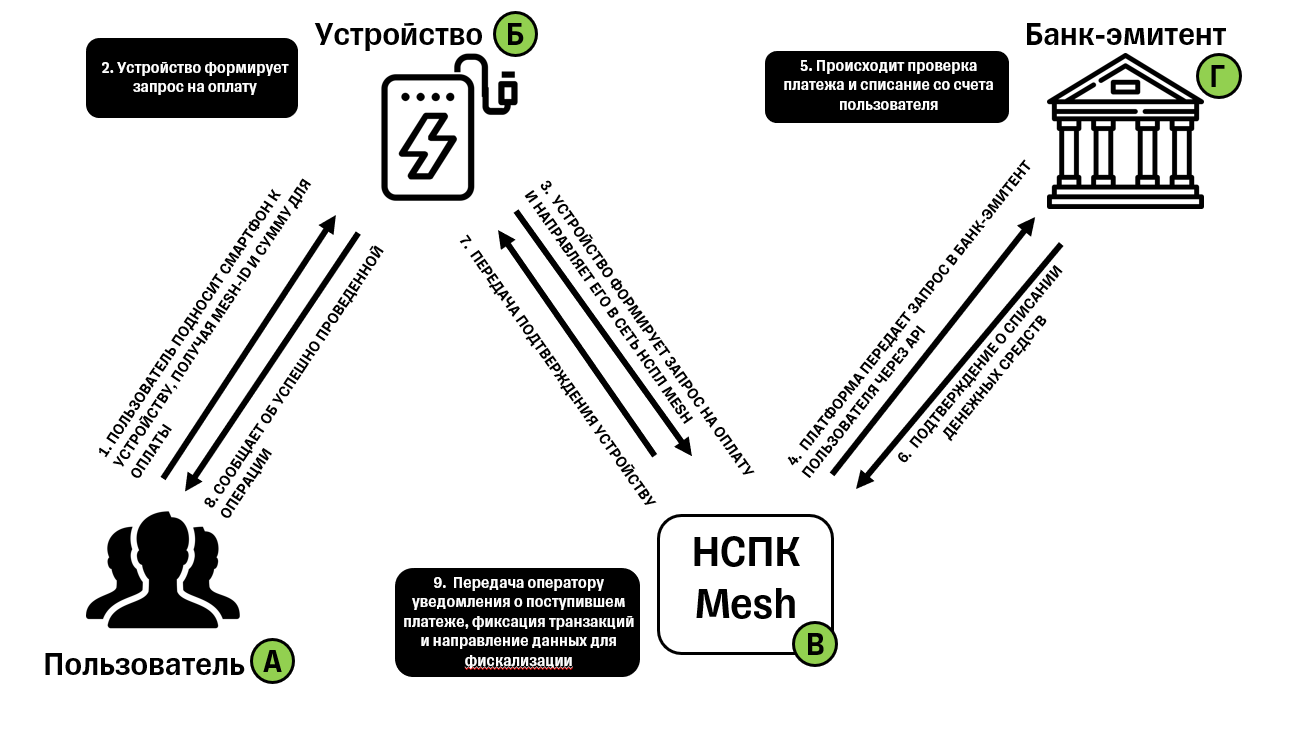 Устройство Б
Банк-эмитент
Г
2. Устройство формирует
запрос на оплату
5. Происходит проверка
платежа и списание со счета
пользователя
1. ПОЛЬЗОВАТЕЛЬ ПОДНОСИТ СМАРТФОН К
УСТРОЙСТВУ, ПОЛУЧАЯ MESH-ID И СУММУ ДЛЯ
ОПЛАТЫ
8. СООБЩАЕТ ОБ УСПЕШНО ПРОВЕДЕННОЙ
ОПЕРАЦИИ
3. УСТРОЙСТВО ФОРМИРУЕТ ЗАПРОС НА ОПЛАТУ
И НАПРАВЛЯЕТ ЕГО В СЕТЬ НСПЛ MESH
7. ПЕРЕДАЧА ПОДТВЕРЖДЕНИЯ УСТРОЙСТВУ
4. ПЛАТФОРМА ПЕРЕДАЕТ ЗАПРОС В БАНК-ЭМИТЕНТ
ПОЛЬЗОВАТЕЛЯ ЧЕРЕЗ API
6. ПОДТВЕРЖДЕНИЕ О СПИСАНИИ
ДЕНЕЖНЫХ СРЕДСТВ
НСПК
Mesh
В
9. Передача оператору
уведомления о поступившем
платеже, фиксация транзакций
и направление данных для
фискализации
Пользователь А